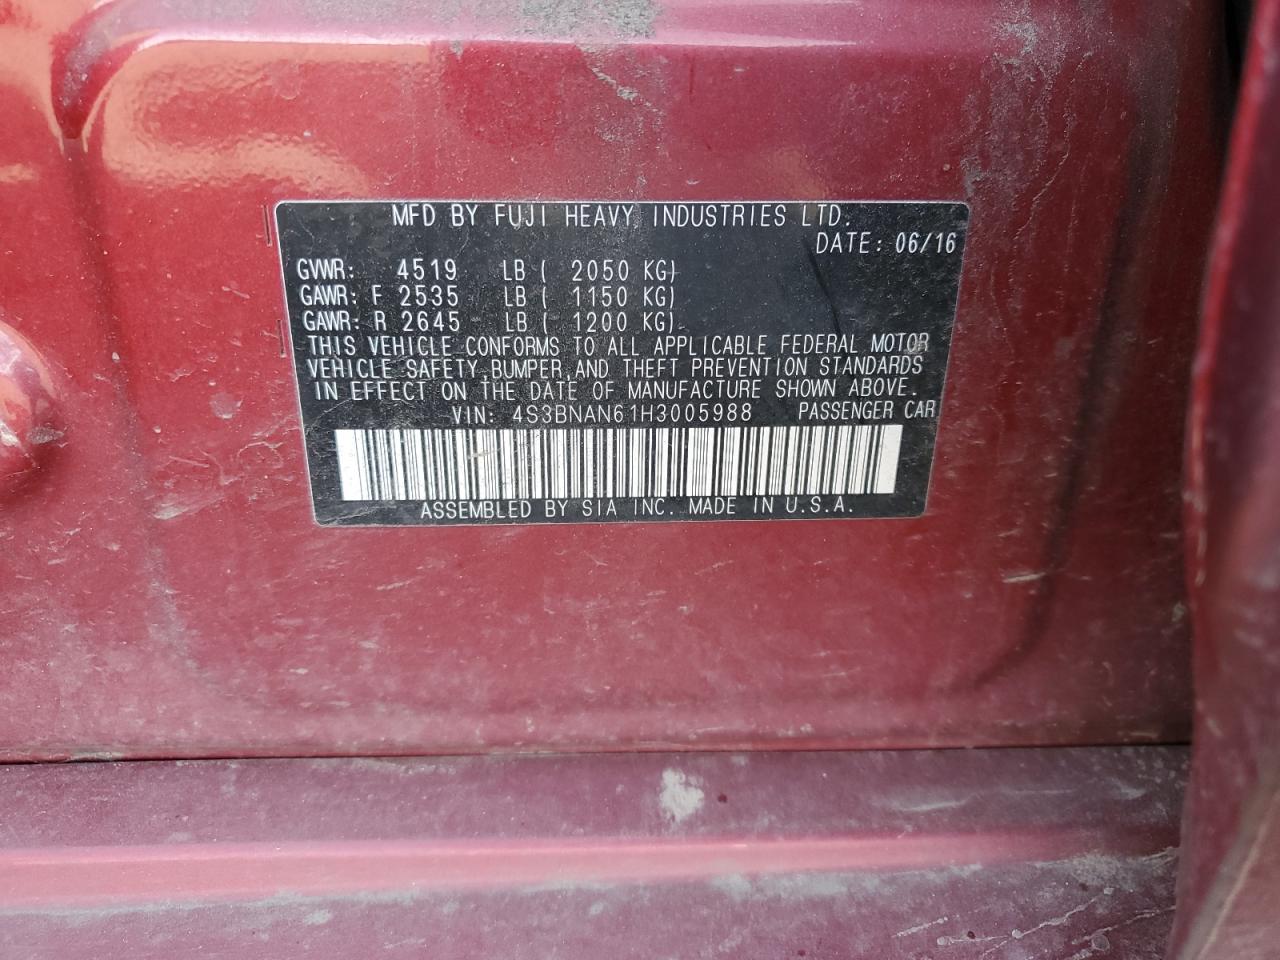 MFD BY FUJI HEAVY INDUSTRIES LTD.
DATE: 06/16
GVWR: 4519 LB ( 2050 KG)
GAWR: F 2535 LB ( 1150 KG)
GAWR: R 2645 LB ( 1200 KG)
THIS VEHICLE CONFORMS TO ALL APPLICABLE FEDERAL MOTOR
VEHICLE SAFETY, BUMPER, AND THEFT PREVENTION STANDARDS
IN EFFECT ON THE DATE OF MANUFACTURE SHOWN ABOVE.
VIN: 4S3BNAN61H3005988 PASSENGER CAR
ASSEMBLED BY SIA INC. MADE IN U.S.A.